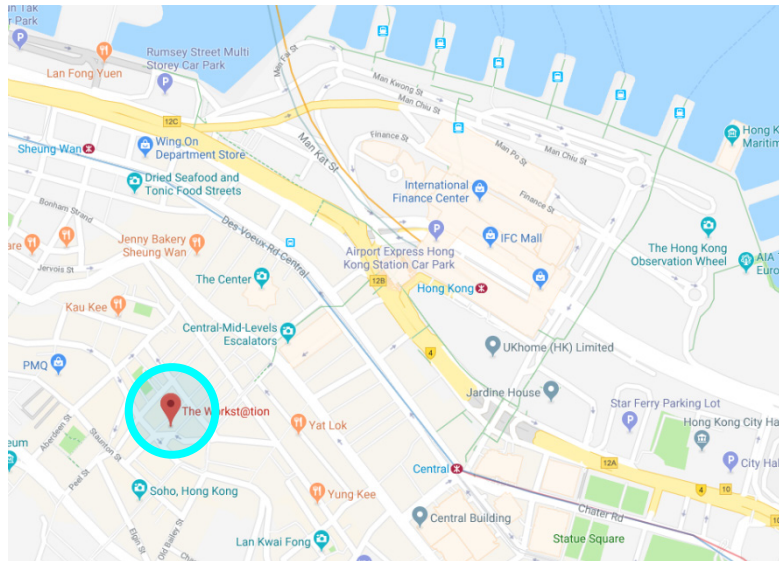 un Tak
r Park
Lan Fong Yuen
Rumsey Street Multi
Storey Car Park
Man Fai St
Man Kwong St
Man Chiu St
Hong K
Maritim
12C
Sheung Wan
Wing On
Department Store
Man Kat St
Finance St
Man Po St
Man Chiu St
Dried Seafood and
Tonic Food Streets
International
Finance Center
Finance St
Bonham Strand
Des Voeux Rd Central
Jenny Bakery
Sheung Wan
are
IFC Mall
Airport Express Hong
Kong Station Car Park
The Hong Kong
Observation Wheel
AIA
Euro
Jervois St
The Center
12B
Hong Kong
Kau Kee
Central-Mid-Levels
Escalators
4
UKhome (HK) Limited
PMQ
Jardine House
The Workst@tion
Star Ferry Parking Lot
Yat Lok
Hong Kong City Ha
Aberdeen St
Staunton St
eum
Central
12A
City Hal
Peel St
Soho, Hong Kong
Yung Kee
4
10
Chater Rd
Central Building
10
Old Bailey St
Elgin St
Lan Kwai Fong
Statue Square